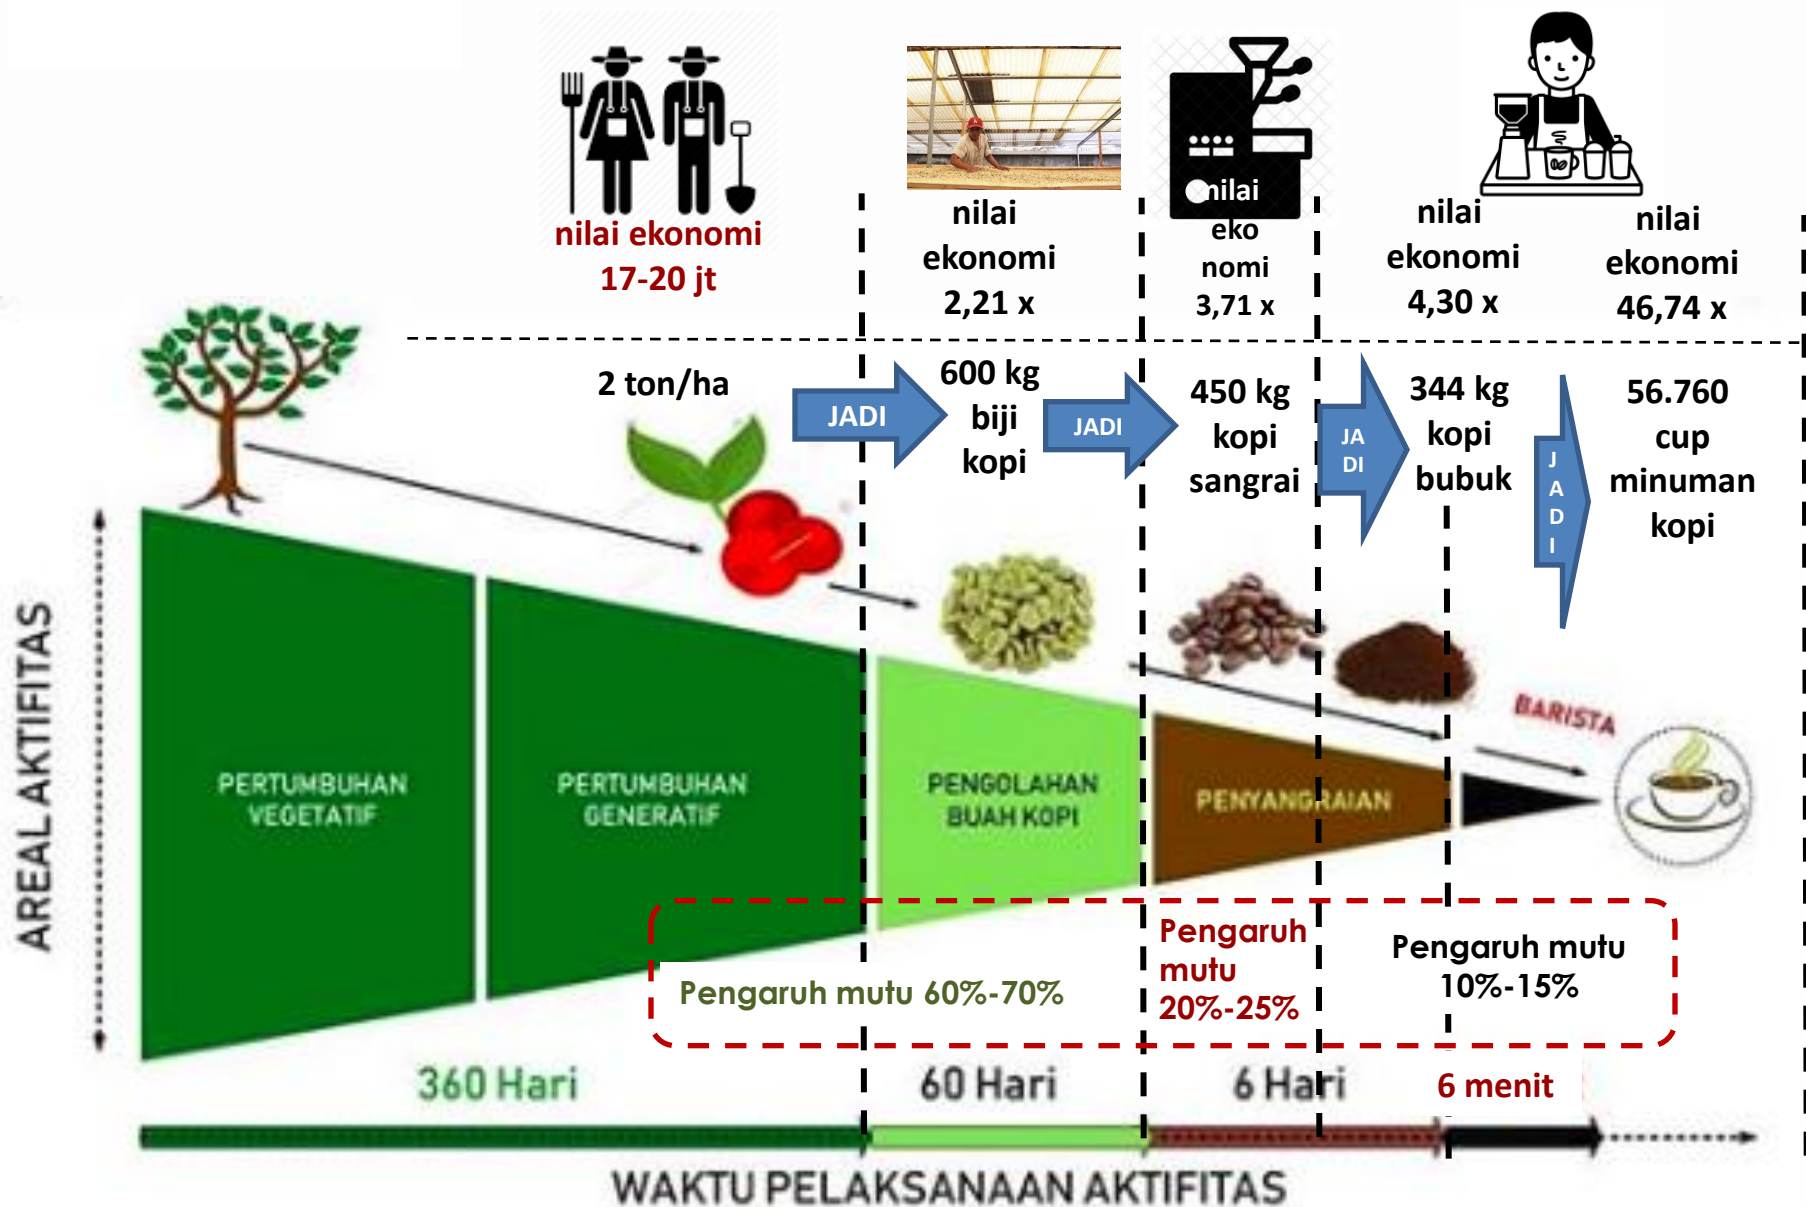 nilai ekonomi
17-20 jt
nilai
ekonomi
2,21 x
nilai
eko
nomi
3,71 x
nilai
ekonomi
4,30 x
nilai
ekonomi
46,74 x
2 ton/ha
JADI
600 kg
biji
kopi
JADI
450 kg
kopi
sangrai
JA
DI
344 kg
kopi
bubuk
J
A
D
I
56.760
cup
minuman
kopi
AREAL AKTIFITAS
PERTUMBUHAN
VEGETATIF
PERTUMBUHAN
GENERATIF
PENGOLAHAN
BUAH KOPI
PENYANGRAIAN
BARISTA
Pengaruh mutu 60%-70%
Pengaruh
mutu
20%-25%
Pengaruh mutu
10%-15%
360 Hari
60 Hari
6 Hari
6 menit
WAKTU PELAKSANAAN AKTIFITAS